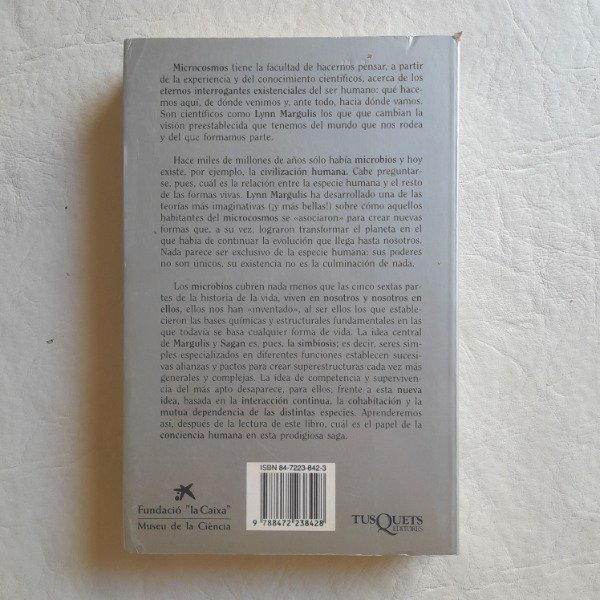 Microcosmos tiene la facultad de hacernos pensar, a partir
de la experiencia y del conocimiento científicos, acerca de los
eternos interrogantes existenciales del ser humano: qué hace-
mos aquí, de dónde venimos y, ante todo, hacia dónde vamos.
Son científicos como Lynn Margulis los que que cambian la
visión preestablecida que tenemos del mundo que nos rodea
y del que formamos parte.
Hace miles de millones de años sólo había microbios y hoy
existe, por ejemplo, la civilización humana. Cabe preguntar-
se, pues, cuál es la relación entre la especie humana y el resto
de las formas vivas. Lynn Margulis ha desarrollado una de las
teorías más imaginativas (¡y más bellas!) sobre cómo aquellos
habitantes del microcosmos se «asociaron» para crear nuevas
formas que, a su vez, lograron transformar el planeta en el
que había de continuar la evolución que llega hasta nosotros.
Nada parece ser exclusivo de la especie humana: sus poderes
no son únicos, su existencia no es la culminación de nada.
Los microbios cubren nada menos que las cinco sextas par-
tes de la historia de la vida, viven en nosotros y nosotros en
ellos, ellos nos han «inventado», al ser ellos los que estable-
cieron las bases químicas y estructurales fundamentales en las
que todavía se basa cualquier forma de vida. La idea central
de Margulis y Sagan es, pues, la simbiosis; es decir, seres sim-
ples especializados en diferentes funciones establecen sucesi-
vas alianzas y pactos para crear superestructuras cada vez más
generales y complejas. La idea de competencia y superviven-
cia del más apto desaparece, para ellos, frente a esta nueva
idea, basada en la interacción continua, la cohabitación y la
mutua dependencia de las distintas especies. Aprenderemos
así, después de la lectura de este libro, cuál es el papel de la
conciencia humana en esta prodigiosa saga.
ISBN 84-7223-842-3
9 788472 238428
Fundació "la Caixa"
Museu de la Ciència
TUSQUETS
EDITORES